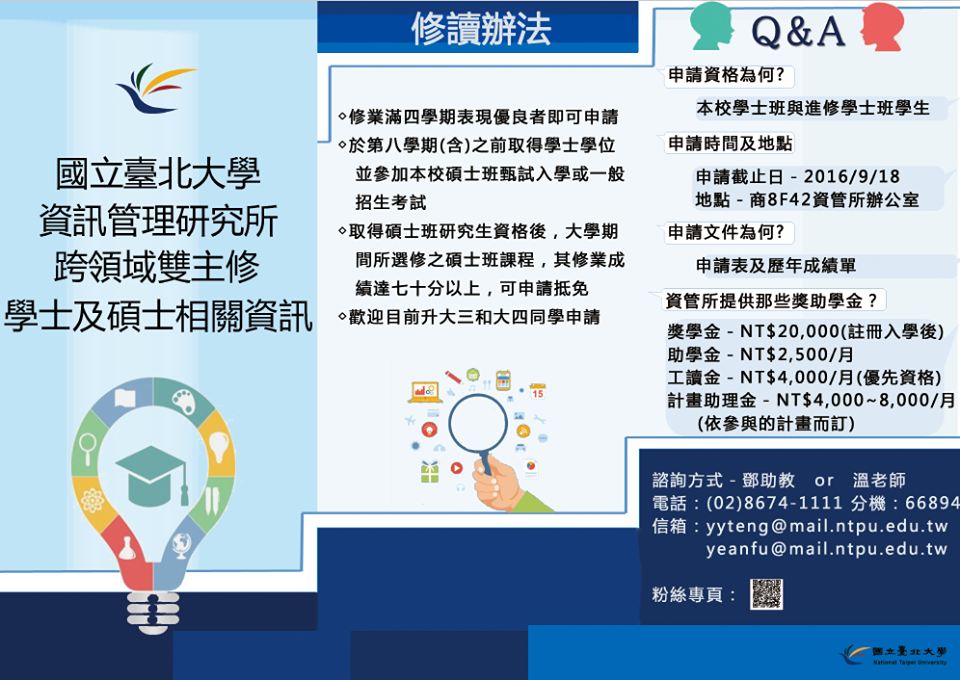 國立臺北大學
資訊管理研究所
跨領域雙主修
學士及碩士相關資訊
修讀辦法
◇修業滿四學期表現優良者即可申請
◇於第八學期(含)之前取得學士學位
並參加本校碩士班甄試入學或一般
招生考試
◇取得碩士班研究生資格後，大學期
間所選修之碩士班課程，其修業成
績達七十分以上，可申請抵免
◇歡迎目前升大三和大四同學申請
15
Q&A
申請資格為何?
本校學士班與進修學士班學生
申請時間及地點
申請截止日－2016/9/18
地點－商8F42資管所辦公室
申請文件為何?
申請表及歷年成績單
資管所提供那些獎助學金？
獎學金－NT$20,000(註冊入學後)
助學金－NT$2,500/月
工讀金－NT$4,000/月(優先資格)
計畫助理金－NT$4,000~8,000/月
(依參與的計畫而訂)
諮詢方式－鄧助教 or 溫老師
電話：(02)8674-1111 分機：66894
信箱：yyteng@mail.ntpu.edu.tw
yeanfu@mail.ntpu.edu.tw
粉絲專頁：
國立臺北大學
National Taipei University